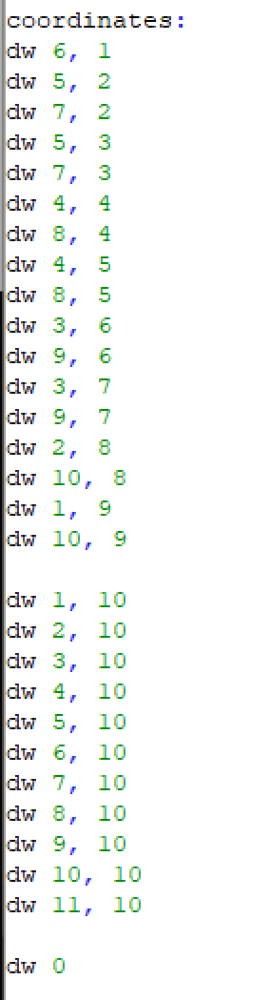 coordinates:
dw 6, 1
dw 5, 2
dw 7, 2
dw 5, 3
dw 7, 3
dw 4, 4
dw 8, 4
dw 4, 5
dw 8, 5
dw 3, 6
dw 9, 6
dw 3, 7
dw 9, 7
dw 2, 8
dw 10, 8
dw 1, 9
dw 10, 9
dw 1, 10
dw 2, 10
dw 3, 10
dw 4, 10
dw 5, 10
dw 6, 10
dw 7, 10
dw 8, 10
dw 9, 10
dw 10, 10
dw 11, 10
dw 0